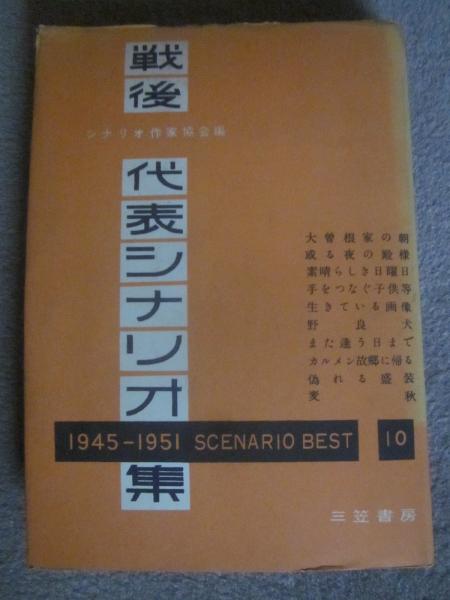 戦後
シナリオ作家協会編
代表シナリオ集
大曽根家の朝
或る夜の殿様
素晴らしき日曜日
手をつなぐ子供等
生きている画像
野良犬
また逢う日まで
カルメン故郷に帰る
偽れる盛装
麦秋
1945-1951 SCENARIO BEST 10
三笠書房